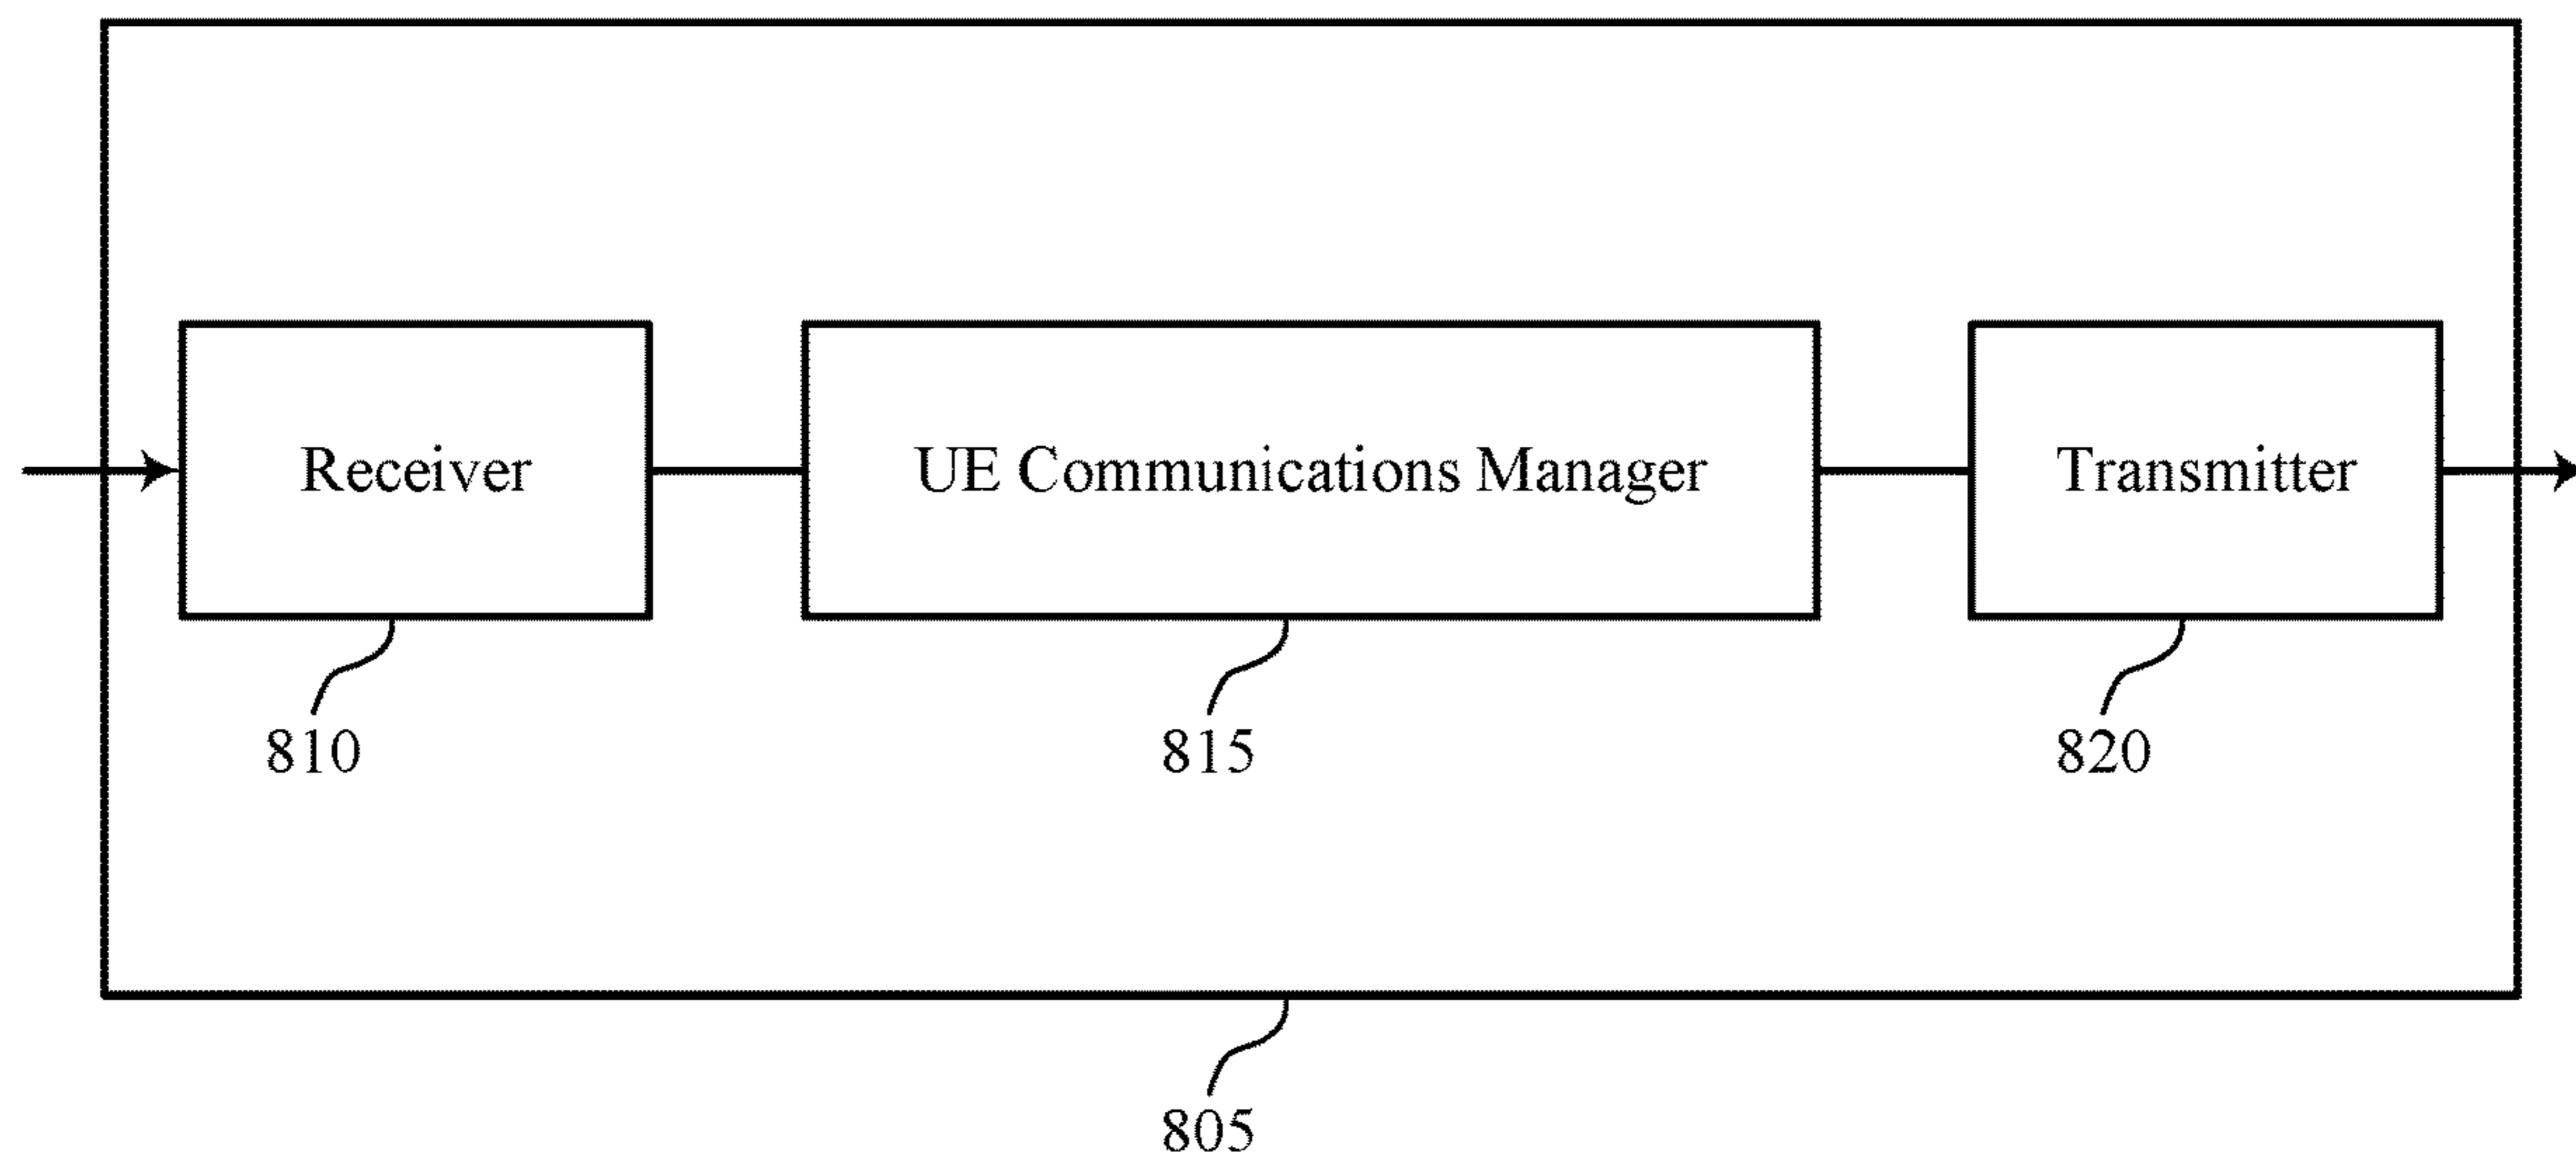 Receiver
UE Communications Manager
Transmitter
810
815
820
805